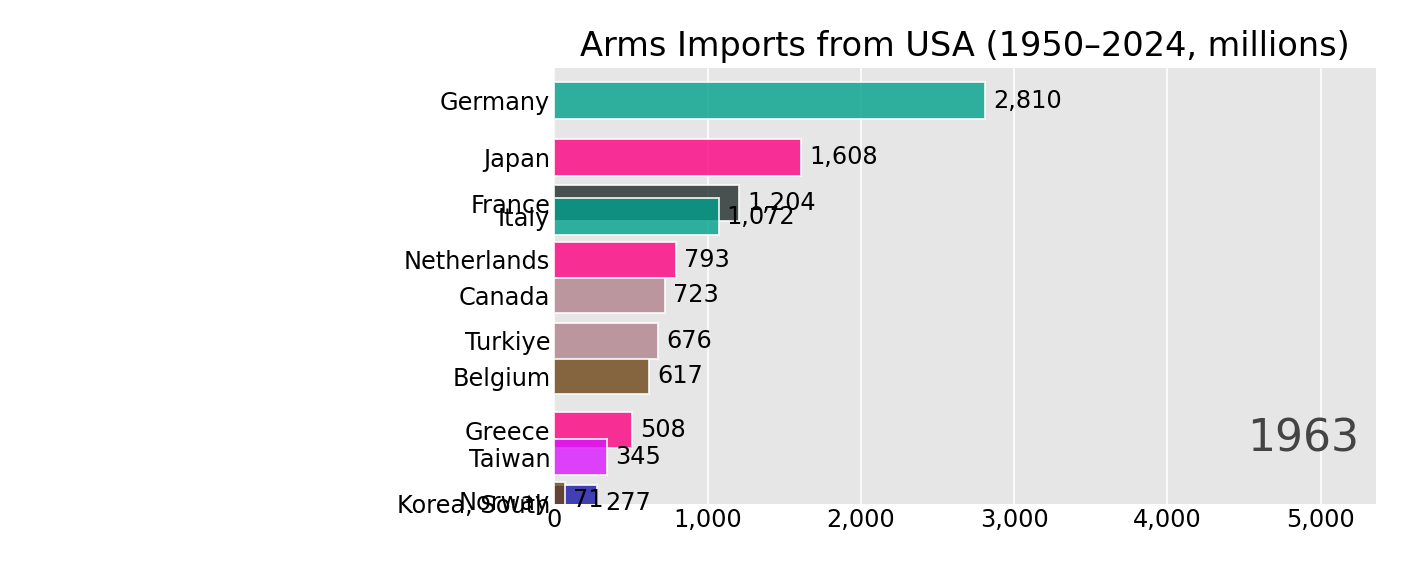 Arms Imports from USA (1950–2024, millions)
Germany 2,810
Japan 1,608
France 1,204
Italy 1,072
Netherlands 793
Canada 723
Turkiye 676
Belgium 617
Greece 508
1963
Taiwan 345
Norway 71 277
Korea, South
0 1,000 2,000 3,000 4,000 5,000